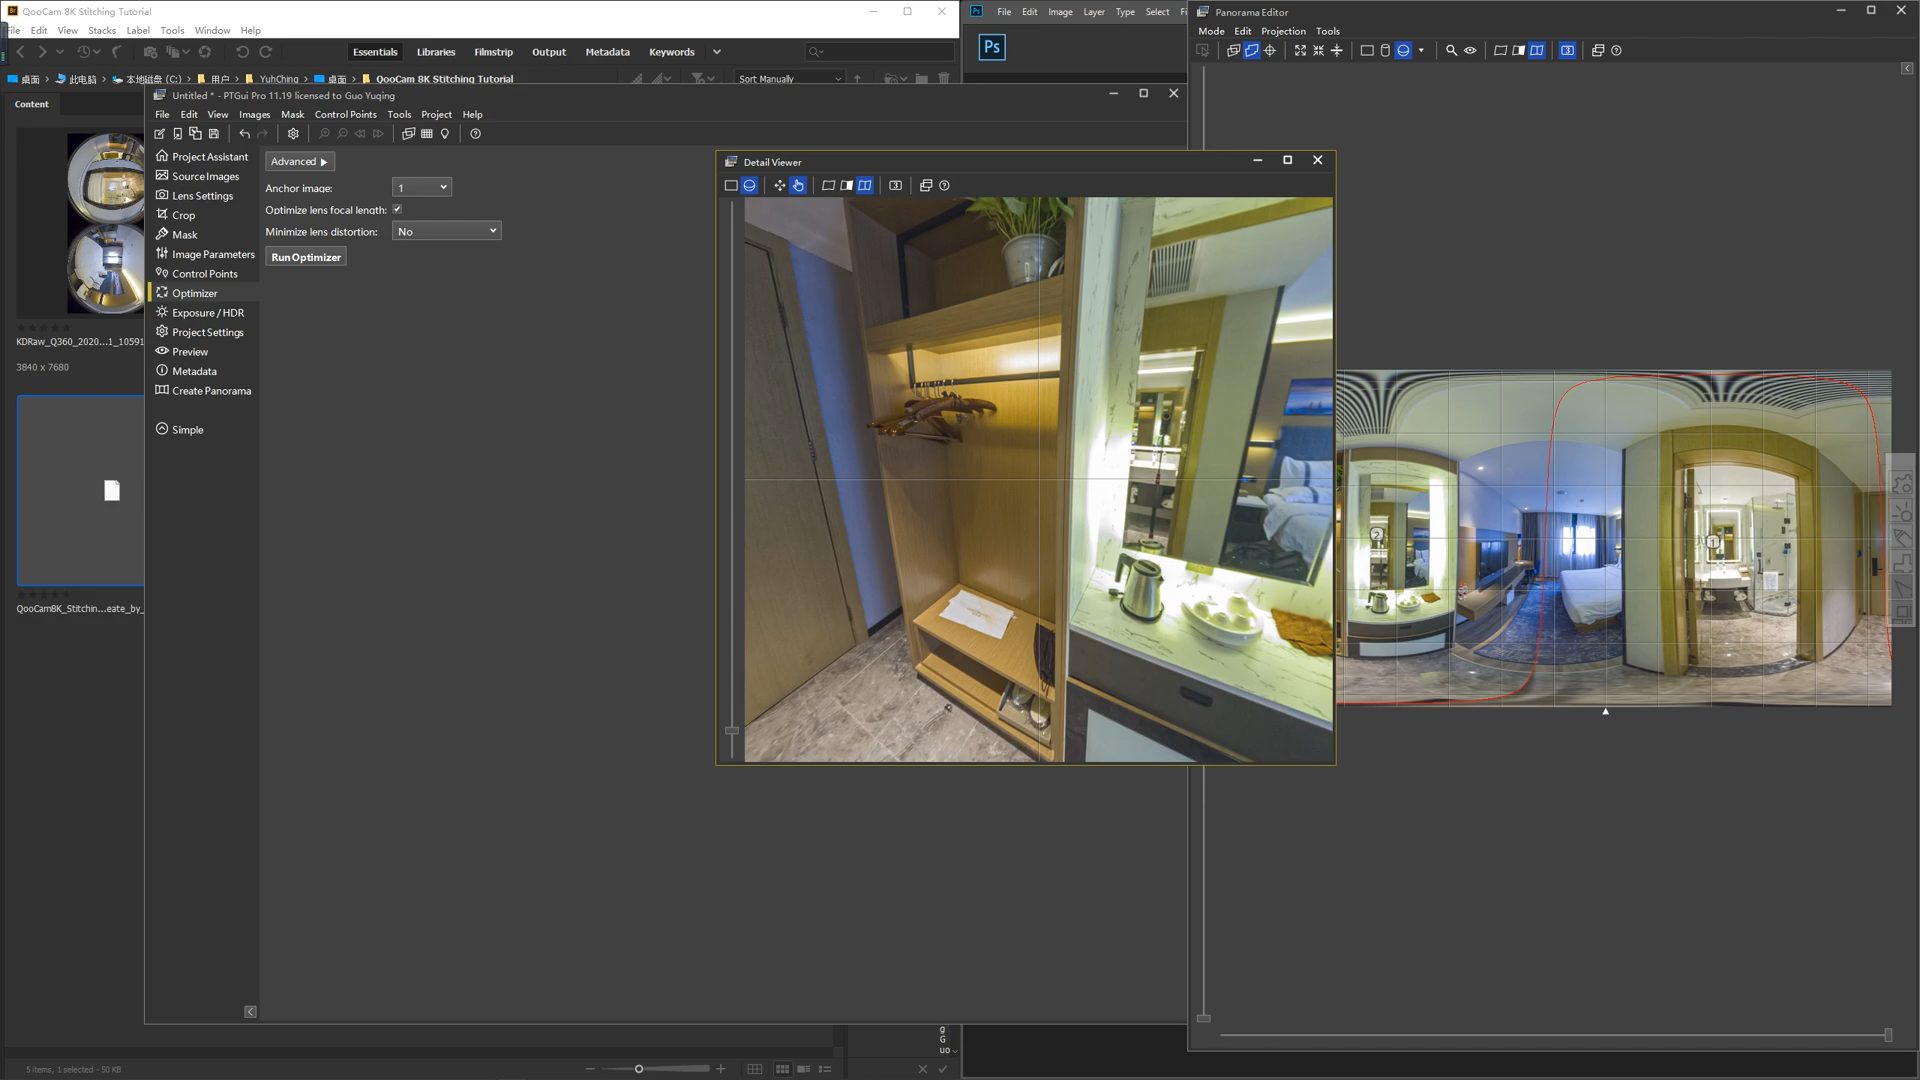 QooCam 8K Stitching Tutorial
File Edit View Stacks Label Tools Window Help
Essentials Libraries Filmstrip Output Metadata Keywords
桌面 此电脑 本地磁盘 (C:) 用户 YuhChing 桌面 QooCam 8K Stitching Tutorial
Sort Manually
Content
KDRaw_Q360_2020...1_10591
3840 x 7680
QooCam8K_Stitchin...eate_by_
5 items, 1 selected - 50 KB
g
G
uo
Ps
File Edit Image Layer Type Select
Ps
Untitled * - PTGui Pro 11.19 licensed to Guo Yuqing
File Edit View Images Mask Control Points Tools Project Help
Project Assistant
Source Images
Lens Settings
Crop
Mask
Image Parameters
Control Points
Optimizer
Exposure / HDR
Project Settings
Preview
Metadata
Create Panorama
Simple
Advanced
Anchor image: 1
Optimize lens focal length:
Minimize lens distortion: No
Run Optimizer
Detail Viewer
Panorama Editor
Mode Edit Projection Tools
2
1